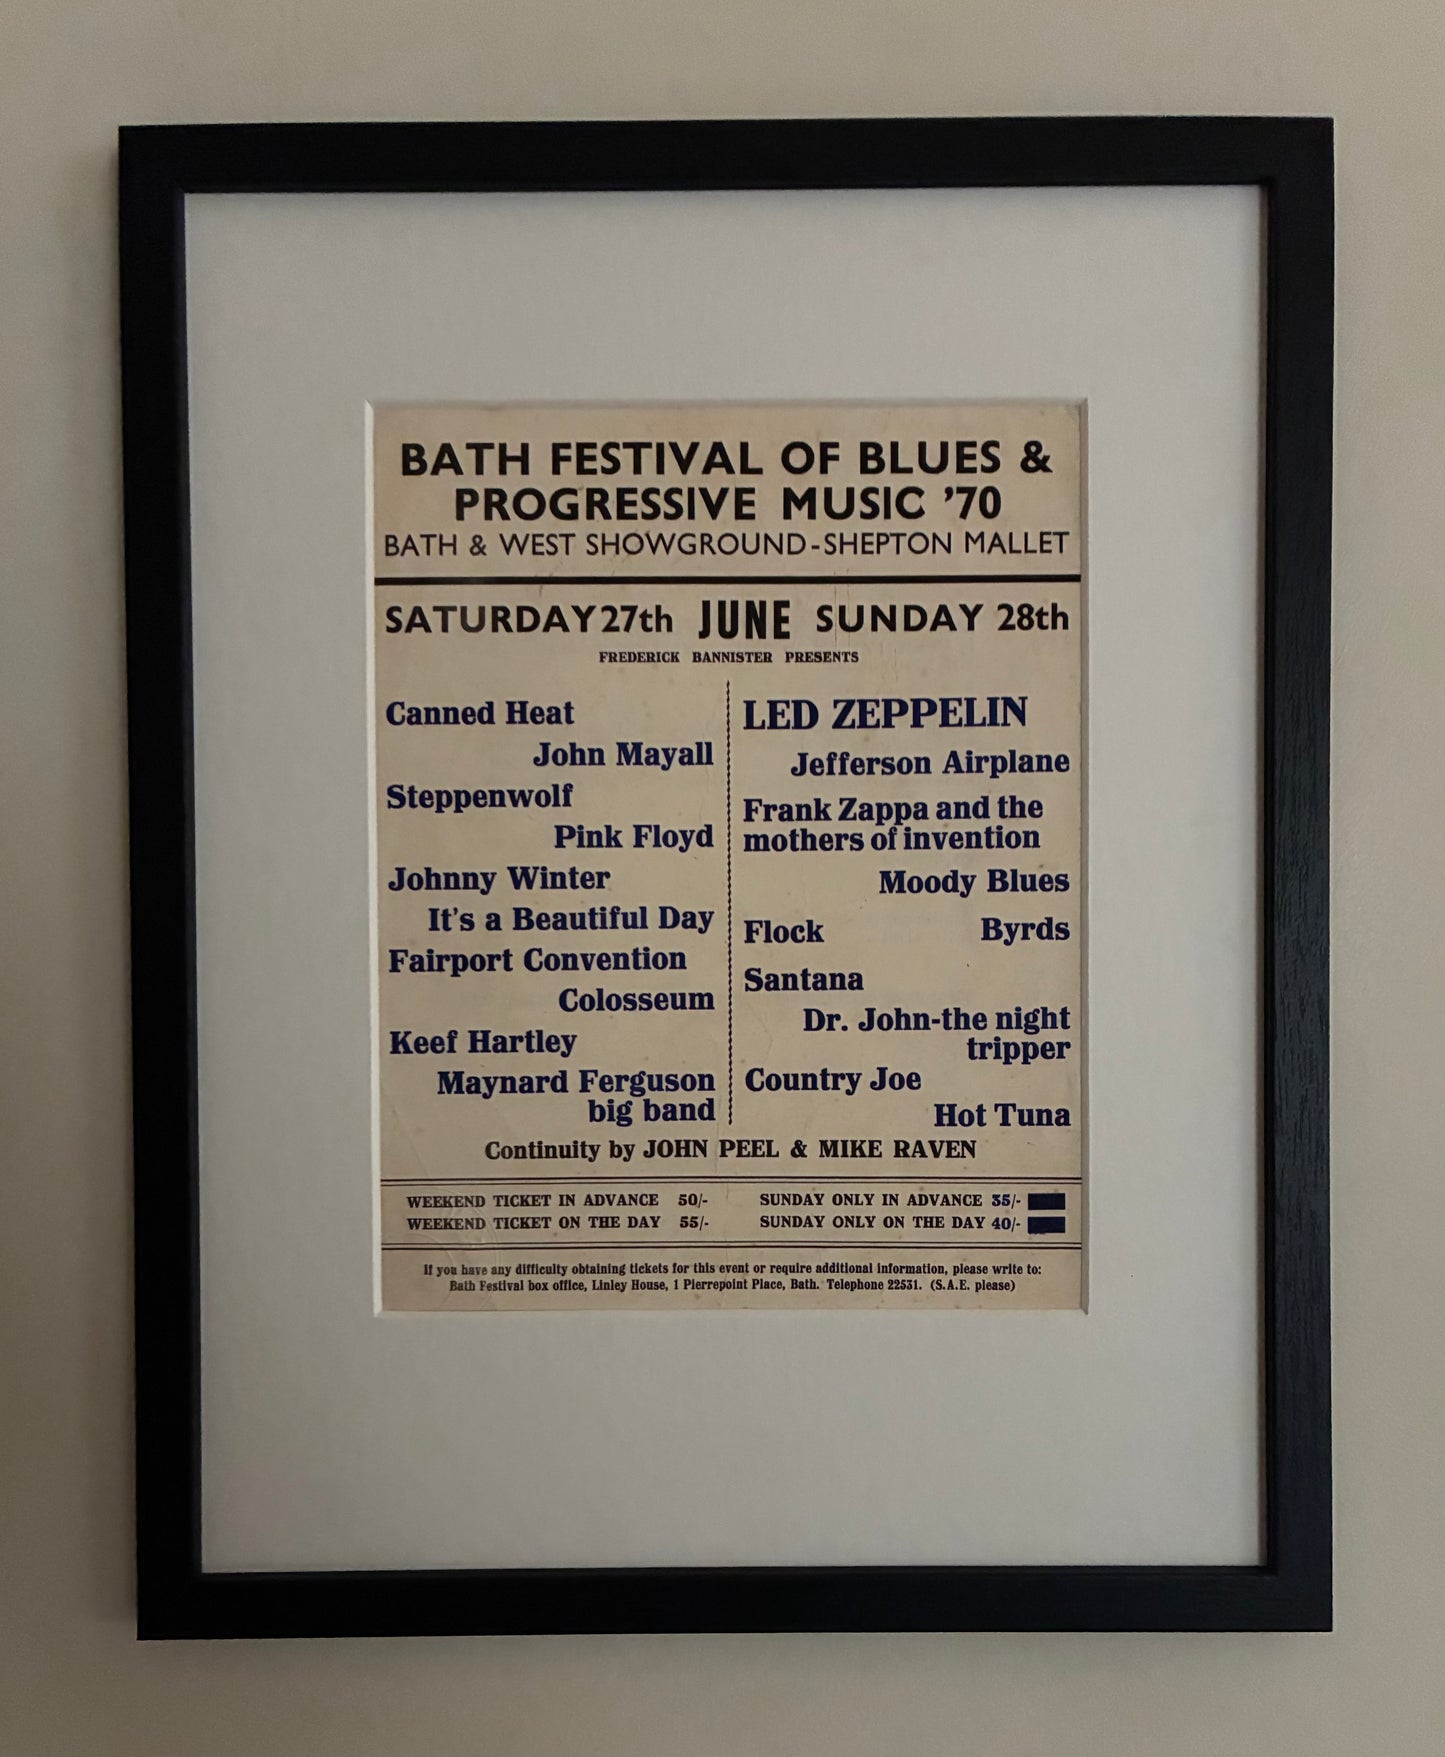 BATH FESTIVAL OF BLUES &
PROGRESSIVE MUSIC '70
BATH & WEST SHOWGROUND-SHEPTON MALLET
SATURDAY 27th JUNE SUNDAY 28th
FREDERICK BANNISTER PRESENTS
Canned Heat
John Mayall
Steppenwolf
Pink Floyd
Johnny Winter
It's a Beautiful Day
Fairport Convention
Colosseum
Keef Hartley
Maynard Ferguson
big band
LED ZEPPELIN
Jefferson Airplane
Frank Zappa and the
mothers of invention
Moody Blues
Flock Byrds
Santana
Dr. John-the night
tripper
Country Joe
Hot Tuna
Continuity by JOHN PEEL & MIKE RAVEN
WEEKEND TICKET IN ADVANCE 50/-
WEEKEND TICKET ON THE DAY 55/-
SUNDAY ONLY IN ADVANCE 35/-
SUNDAY ONLY ON THE DAY 40/-
If you have any difficulty obtaining tickets for this event or require additional information, please write to:
Bath Festival box office, Linley House, 1 Pierrepoint Place, Bath. Telephone 22531. (S.A.E. please)